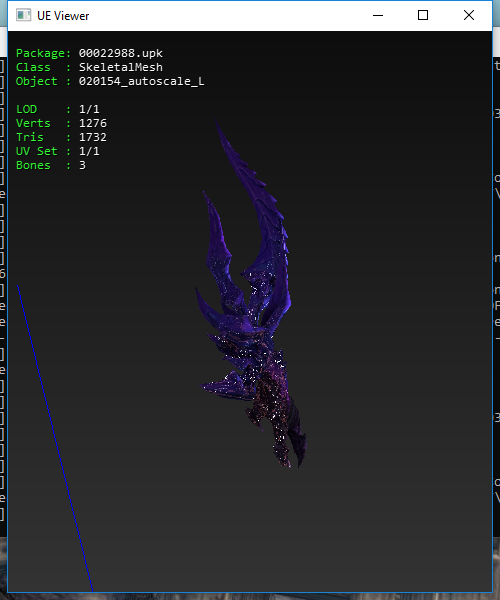 UE Viewer
Package: 00022988.upk
Class : SkeletalMesh
Object : 020154_autoscale_L
LOD : 1/1
Verts : 1276
Tris : 1732
UV Set : 1/1
Bones : 3